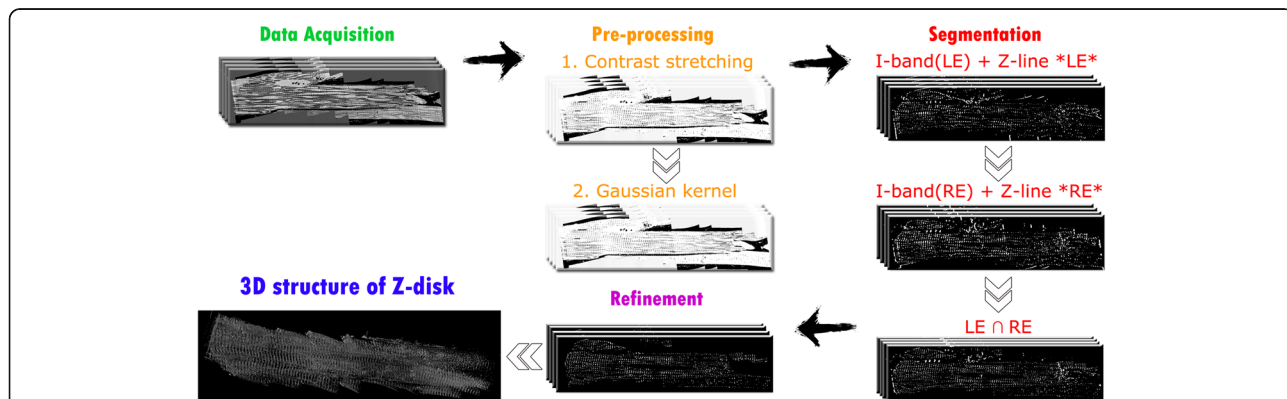 Data Acquisition
Pre-processing
1. Contrast stretching
2. Gaussian kernel
Segmentation
I-band(LE) + Z-line *LE*
I-band(RE) + Z-line *RE*
LE ∩ RE
Refinement
3D structure of Z-disk